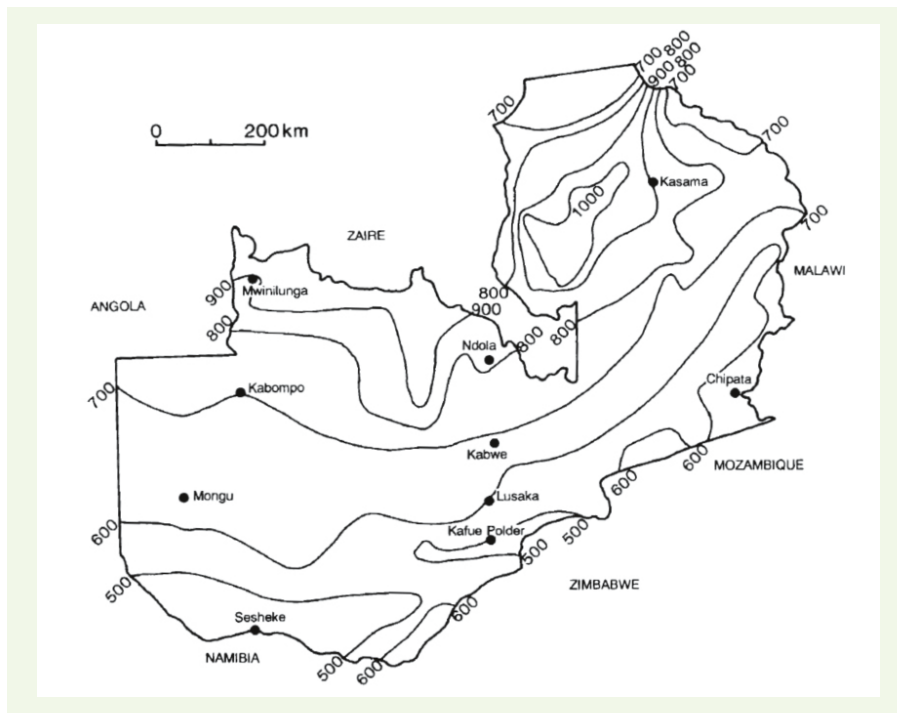 700 800
900 800
700
700
0 200 km
700
Kasama
1000
700
ZAIRE
MALAWI
900
Mwinilunga
800
900
ANGOLA
800
800
800
Ndola
Chipata
700
Kabompo
Kabwe
600
MOZAMBIQUE
600
Mongu
Lusaka
600
Kafue Polder
500
500
500
ZIMBABWE
600
Sesheke
NAMIBIA
500
600